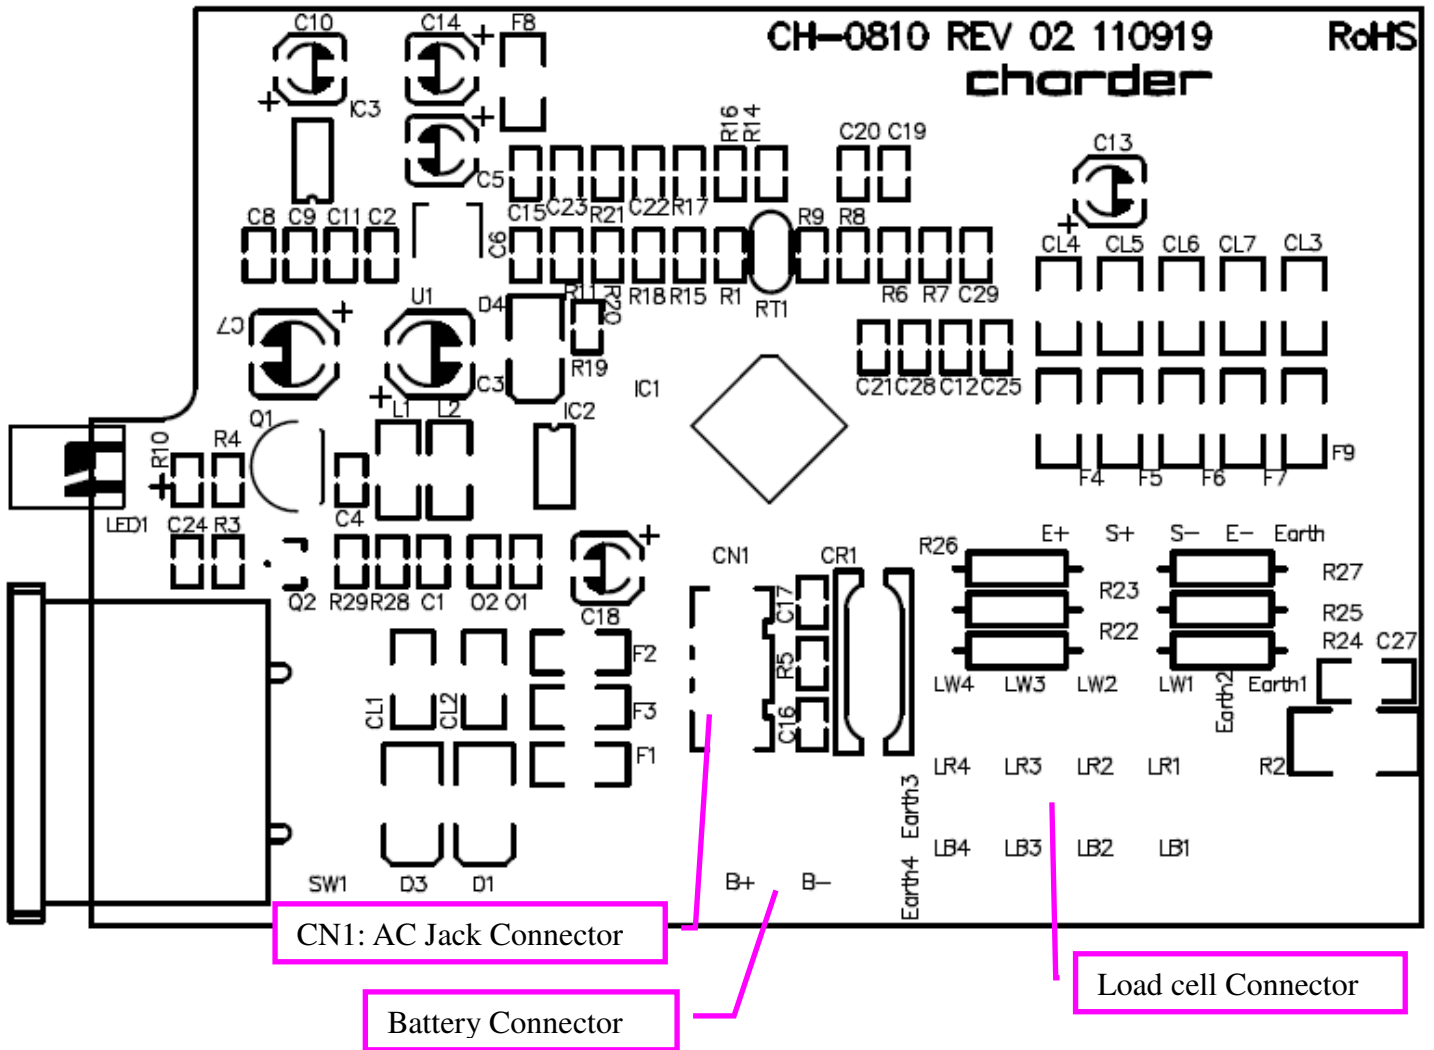 C10 C14 F8 CH-0810 REV 02 110919 RoHS
charder
IC3
R16 R14 C20 C19 C13
C5
C15 C23 R21 C22 R17
C8 C9 C11 C2 C6 R9 R8 CL4 CL5 CL6 CL7 CL3
R11 R20 R18 R15 R1 RT1 R6 R7 C29
C7 U1 D4
R19
C3 IC1 C21 C28 C12 C25
Q1 L1 L2 IC2
R10 R4
F4 F5 F6 F7 F9
LED1 C24 R3 C4
E+ S+ S- E- Earth
CN1 CR1 R26 R27
Q2 R29 R28 C1 O2 O1 C18 C17 R23 R25
R22 R24 C27
F2 R5
LW4 LW3 LW2 LW1 Earth2 Earth1
CL1 CL2 F3 C16
F1 LR4 LR3 LR2 LR1 R2
Earth3
LB4 LB3 LB2 LB1
SW1 D3 D1 B+ B- Earth4
CN1: AC Jack Connector
Load cell Connector
Battery Connector